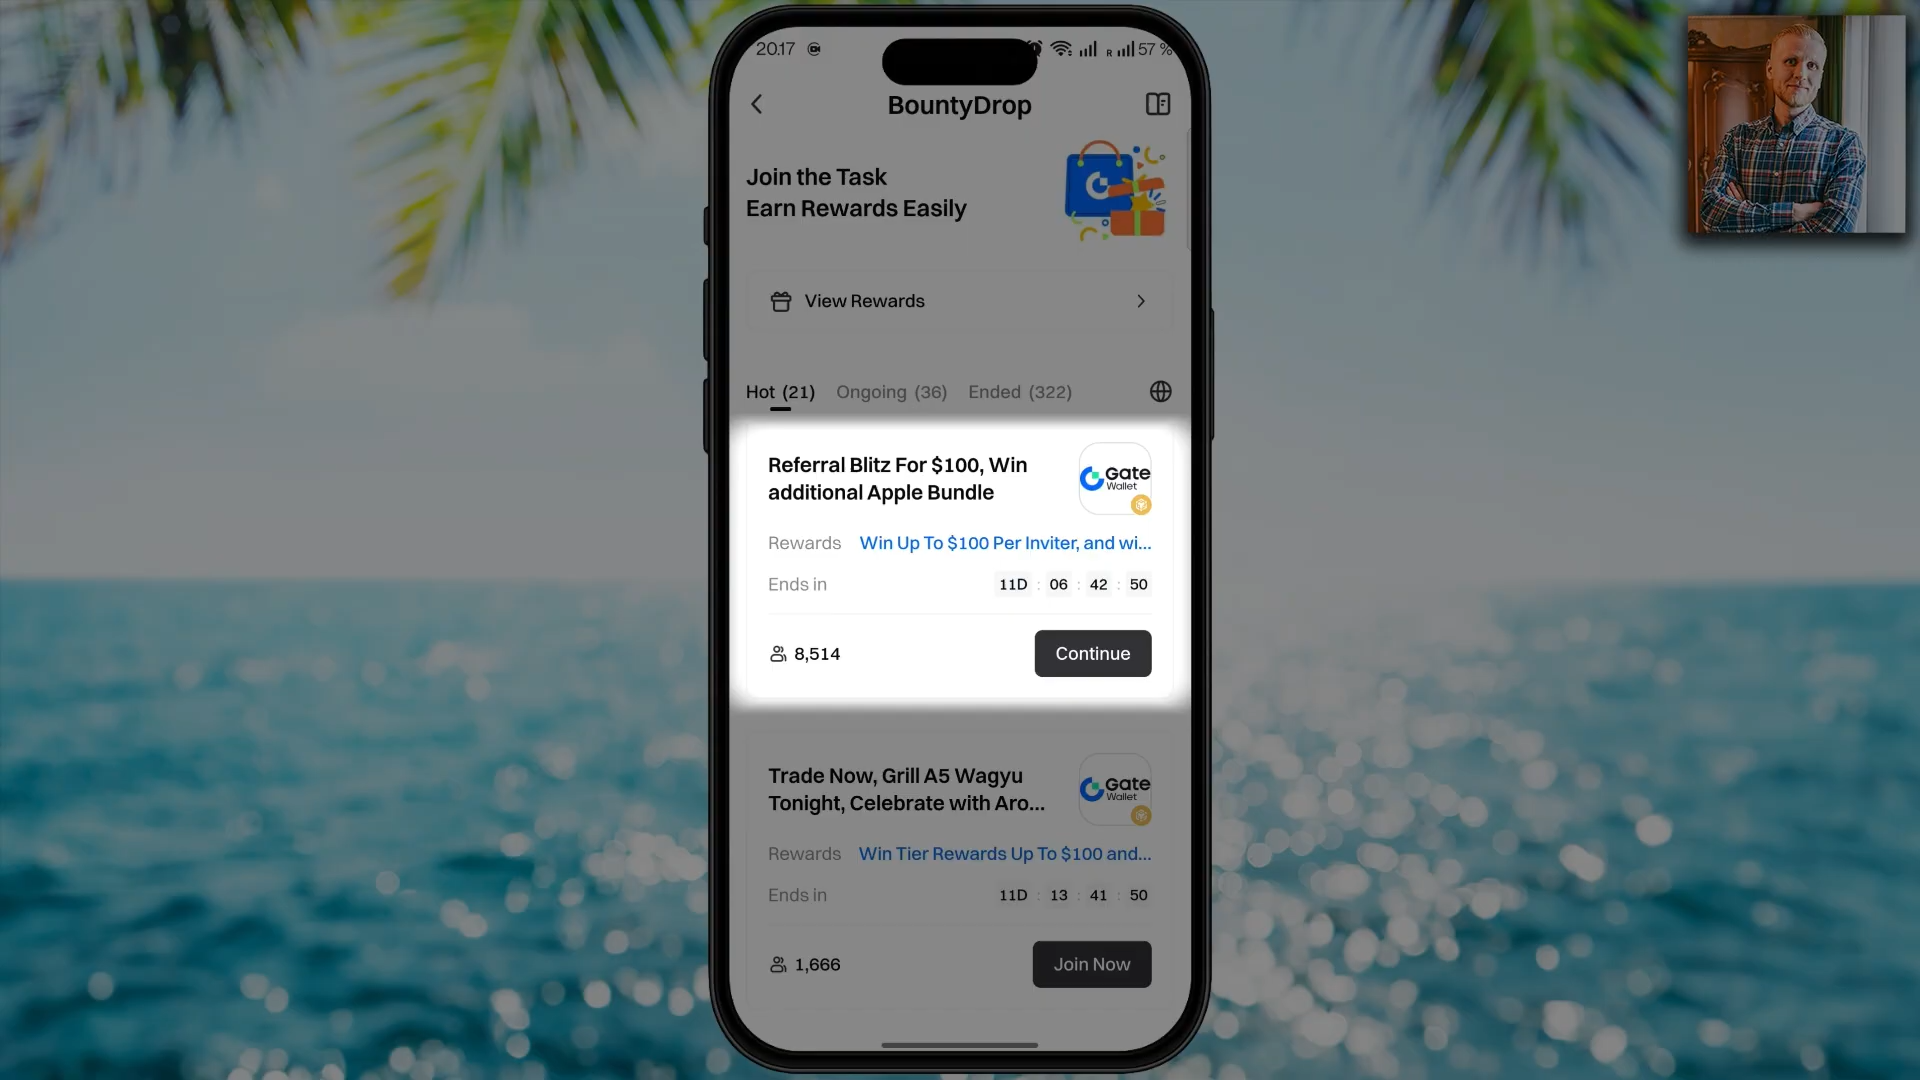 20.17
R
57 %
BountyDrop
Join the Task
Earn Rewards Easily
View Rewards
Hot (21) Ongoing (36) Ended (322)
Referral Blitz For $100, Win
additional Apple Bundle
Gate
Wallet
Rewards Win Up To $100 Per Inviter, and wi...
Ends in 11D : 06 : 42 : 50
8,514 Continue
Trade Now, Grill A5 Wagyu
Tonight, Celebrate with Aro...
Gate
Wallet
Rewards Win Tier Rewards Up To $100 and...
Ends in 11D : 13 : 41 : 50
1,666 Join Now